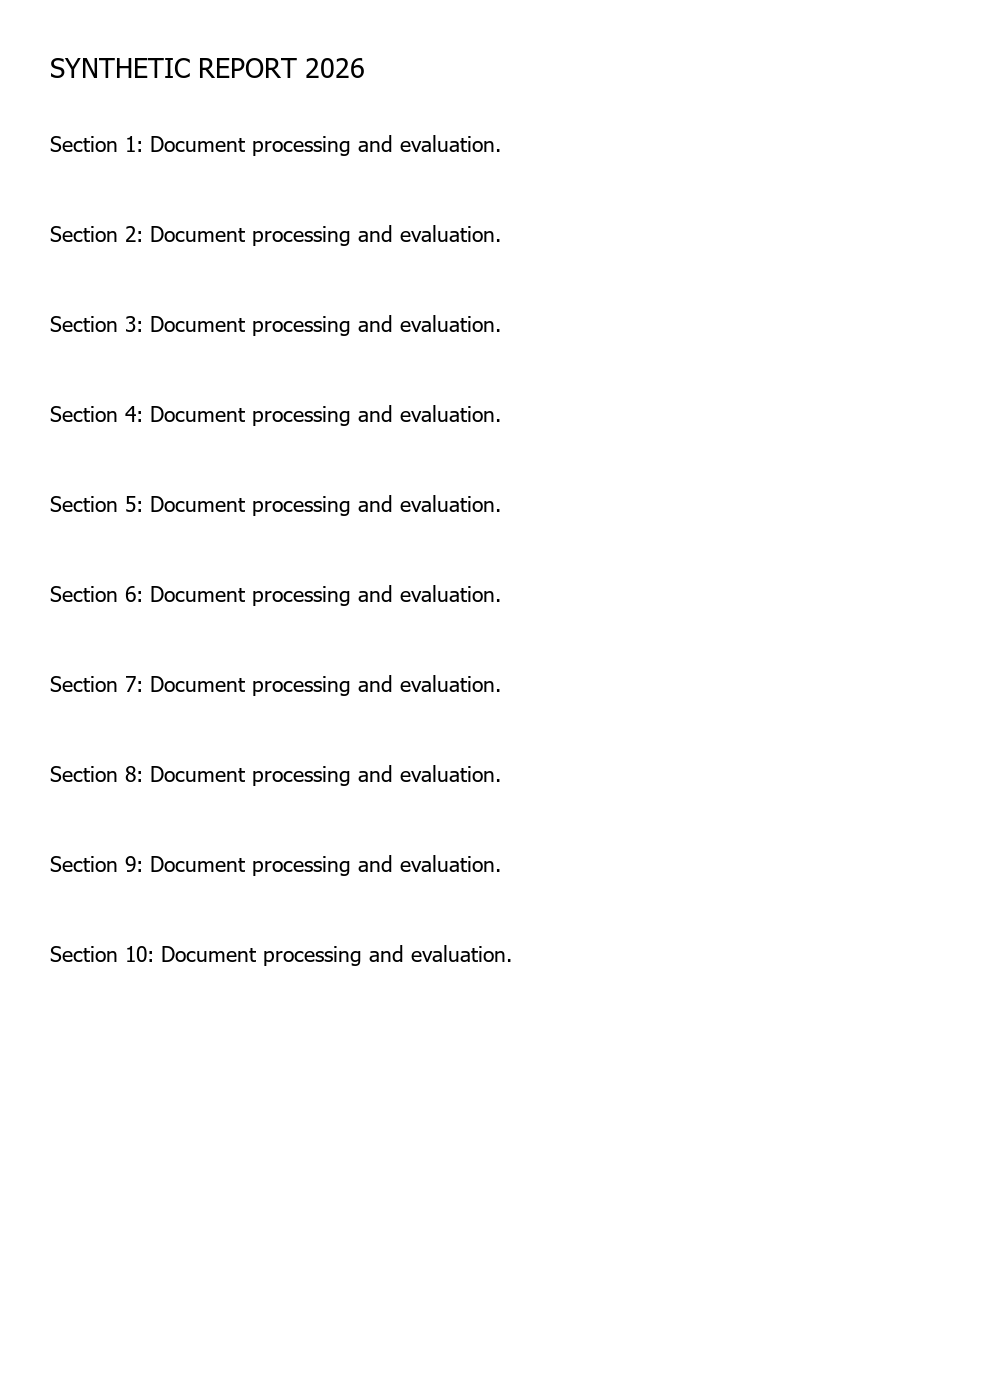 SYNTHETIC REPORT 2026
Section 1: Document processing and evaluation.
Section 2: Document processing and evaluation.
Section 3: Document processing and evaluation.
Section 4: Document processing and evaluation.
Section 5: Document processing and evaluation.
Section 6: Document processing and evaluation.
Section 7: Document processing and evaluation.
Section 8: Document processing and evaluation.
Section 9: Document processing and evaluation.
Section 10: Document processing and evaluation.